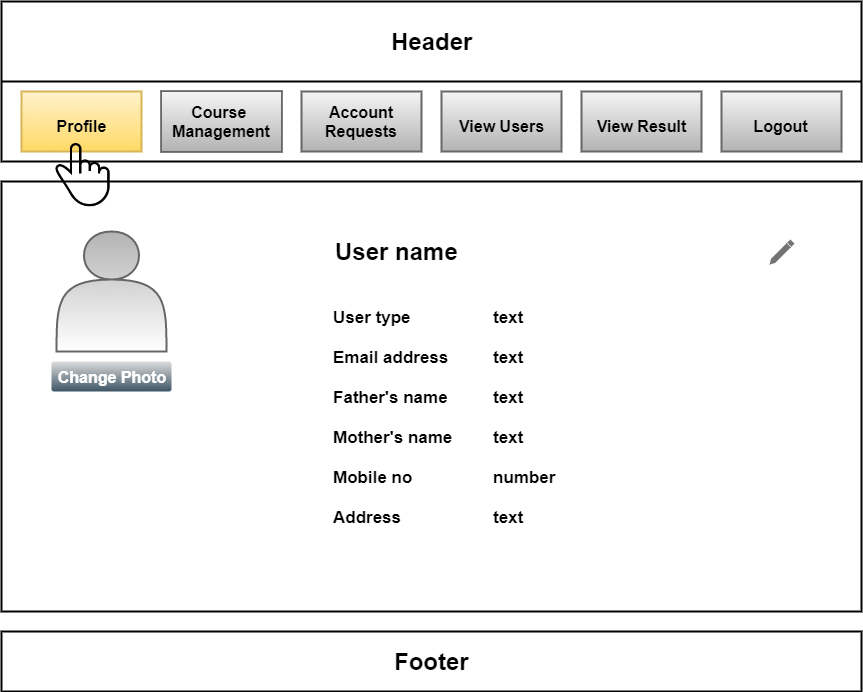 Header
Profile
Course
Management
Account
Requests
View Users
View Result
Logout
User name
User type text
Email address text
Father's name text
Mother's name text
Mobile no number
Address text
Change Photo
Footer